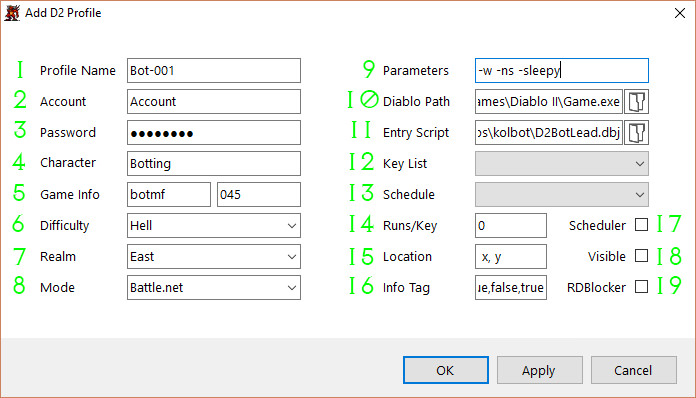 Add D2 Profile
1 Profile Name Bot-001
2 Account Account
3 Password ●●●●●●●●
4 Character Botting
5 Game Info botmf 045
6 Difficulty Hell
7 Realm East
8 Mode Battle.net
9 Parameters -w -ns -sleepy
10 Diablo Path ames\Diablo II\Game.exe
11 Entry Script os\kolbot\D2BotLead.dbj
12 Key List
13 Schedule
14 Runs/Key 0 Scheduler 17
15 Location x, y Visible 18
16 Info Tag ue,false,true RDBlocker 19
OK Apply Cancel